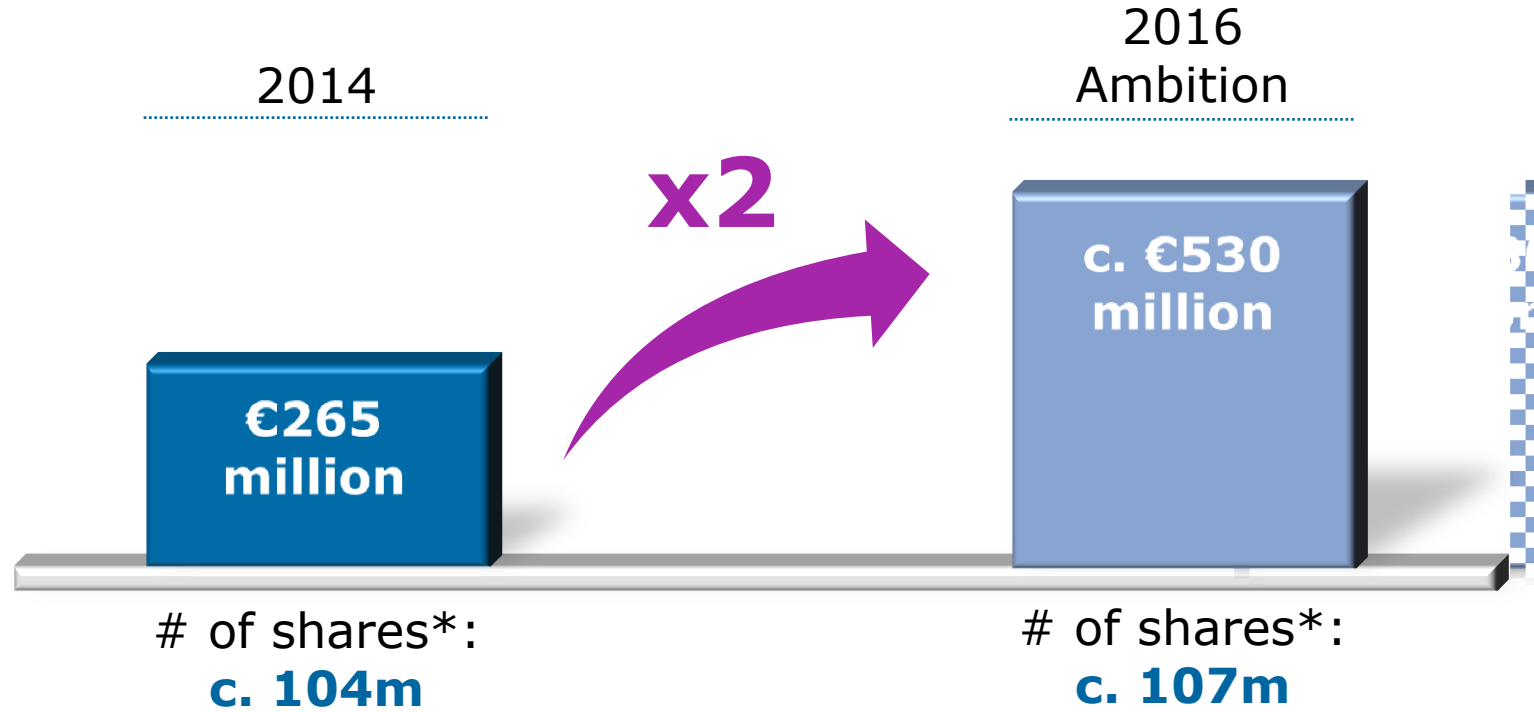 2014
2016
Ambition
x2
€265
million
c. €530
million
# of shares*:
c. 104m
# of shares*:
c. 107m